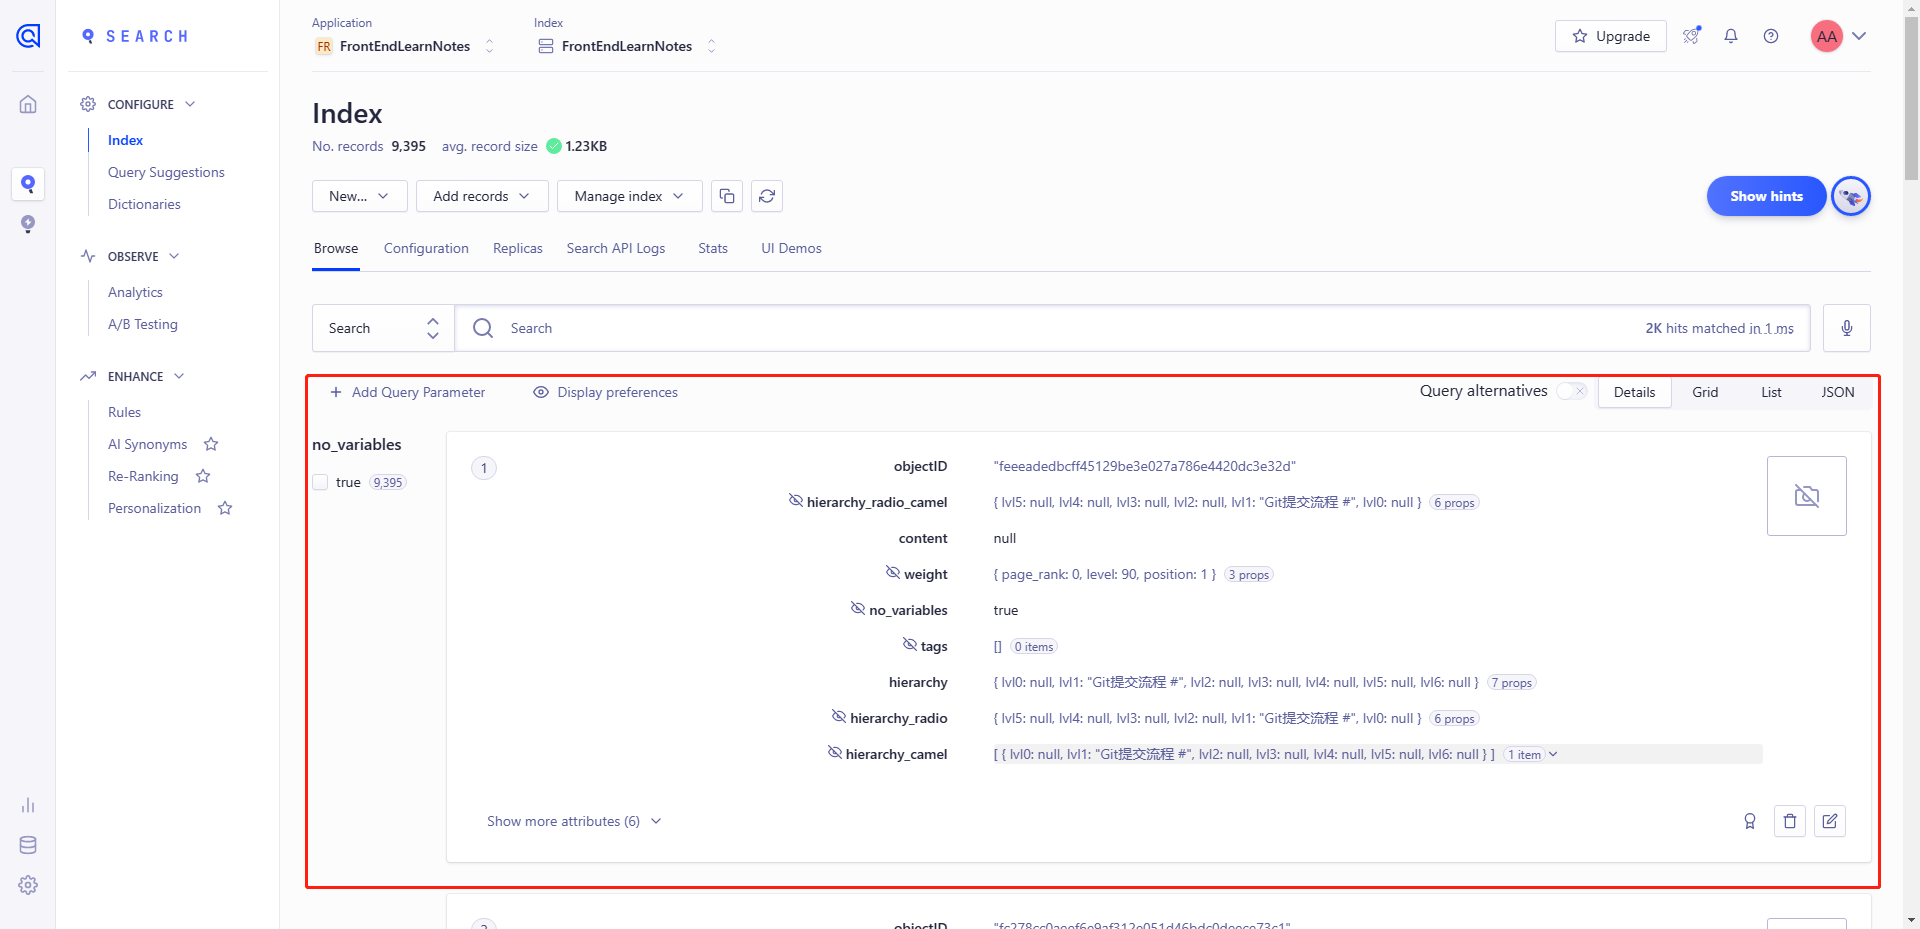 SEARCH
Application
FR FrontEndLearnNotes
Index
FrontEndLearnNotes
Upgrade
AA
CONFIGURE
Index
Query Suggestions
Dictionaries
OBSERVE
Analytics
A/B Testing
ENHANCE
Rules
AI Synonyms
Re-Ranking
Personalization
Index
No. records 9,395 avg. record size 1.23KB
New... Add records Manage index
Show hints
Browse Configuration Replicas Search API Logs Stats UI Demos
Search Search 2K hits matched in 1 ms
Add Query Parameter Display preferences Query alternatives Details Grid List JSON
no_variables
true 9,395
1
objectID "feeeadedbcff45129be3e027a786e4420dc3e32d"
hierarchy_radio_camel { lvl5: null, lvl4: null, lvl3: null, lvl2: null, lvl1: "Git提交流程 #", lvl0: null } 6 props
content null
weight { page_rank: 0, level: 90, position: 1 } 3 props
no_variables true
tags [] 0 items
hierarchy { lvl0: null, lvl1: "Git提交流程 #", lvl2: null, lvl3: null, lvl4: null, lvl5: null, lvl6: null } 7 props
hierarchy_radio { lvl5: null, lvl4: null, lvl3: null, lvl2: null, lvl1: "Git提交流程 #", lvl0: null } 6 props
hierarchy_camel [ { lvl0: null, lvl1: "Git提交流程 #", lvl2: null, lvl3: null, lvl4: null, lvl5: null, lvl6: null } ] 1 item
Show more attributes (6)
2
objectID